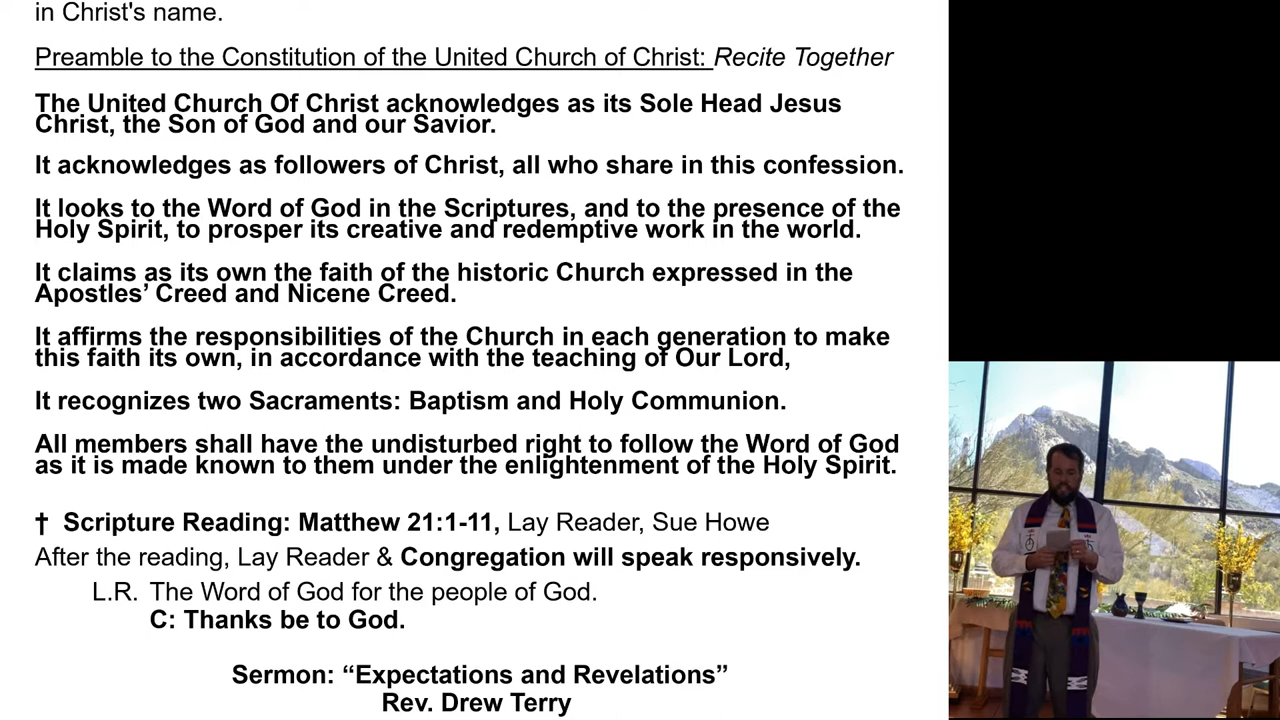 in Christ's name.
Preamble to the Constitution of the United Church of Christ: Recite Together
The United Church Of Christ acknowledges as its Sole Head Jesus
Christ, the Son of God and our Savior.
It acknowledges as followers of Christ, all who share in this confession.
It looks to the Word of God in the Scriptures, and to the presence of the
Holy Spirit, to prosper its creative and redemptive work in the world.
It claims as its own the faith of the historic Church expressed in the
Apostles’ Creed and Nicene Creed.
It affirms the responsibilities of the Church in each generation to make
this faith its own, in accordance with the teaching of Our Lord,
It recognizes two Sacraments: Baptism and Holy Communion.
All members shall have the undisturbed right to follow the Word of God
as it is made known to them under the enlightenment of the Holy Spirit.
† Scripture Reading: Matthew 21:1-11, Lay Reader, Sue Howe
After the reading, Lay Reader & Congregation will speak responsively.
L.R. The Word of God for the people of God.
C: Thanks be to God.
Sermon: “Expectations and Revelations”
Rev. Drew Terry